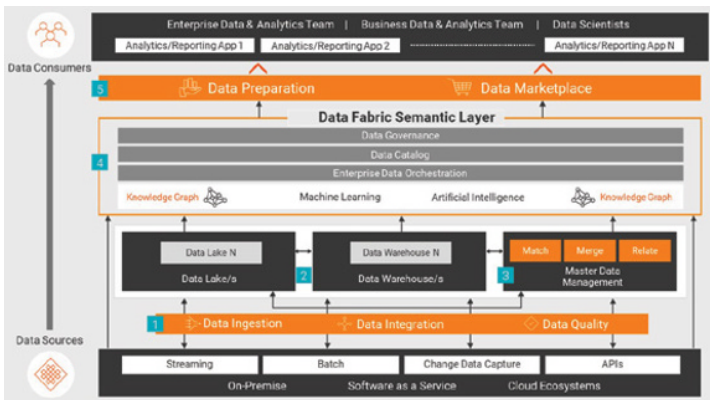 Enterprise Data & Analytics Team | Business Data & Analytics Team | Data Scientists
Analytics/Reporting App 1
Analytics/Reporting App 2
Analytics/Reporting App N
Data Consumers
5
Data Preparation
Data Marketplace
Data Fabric Semantic Layer
Data Governance
4
Data Catalog
Enterprise Data Orchestration
Knowledge Graph
Machine Learning
Artificial Intelligence
Knowledge Graph
Data Lake N
Data Lake/s
2
Data Warehouse N
Data Warehouse/s
3
Match
Merge
Relate
Master Data
Management
1
Data Ingestion
Data Integration
Data Quality
Data Sources
Streaming
Batch
Change Data Capture
APIs
On-Premise
Software as a Service
Cloud Ecosystems